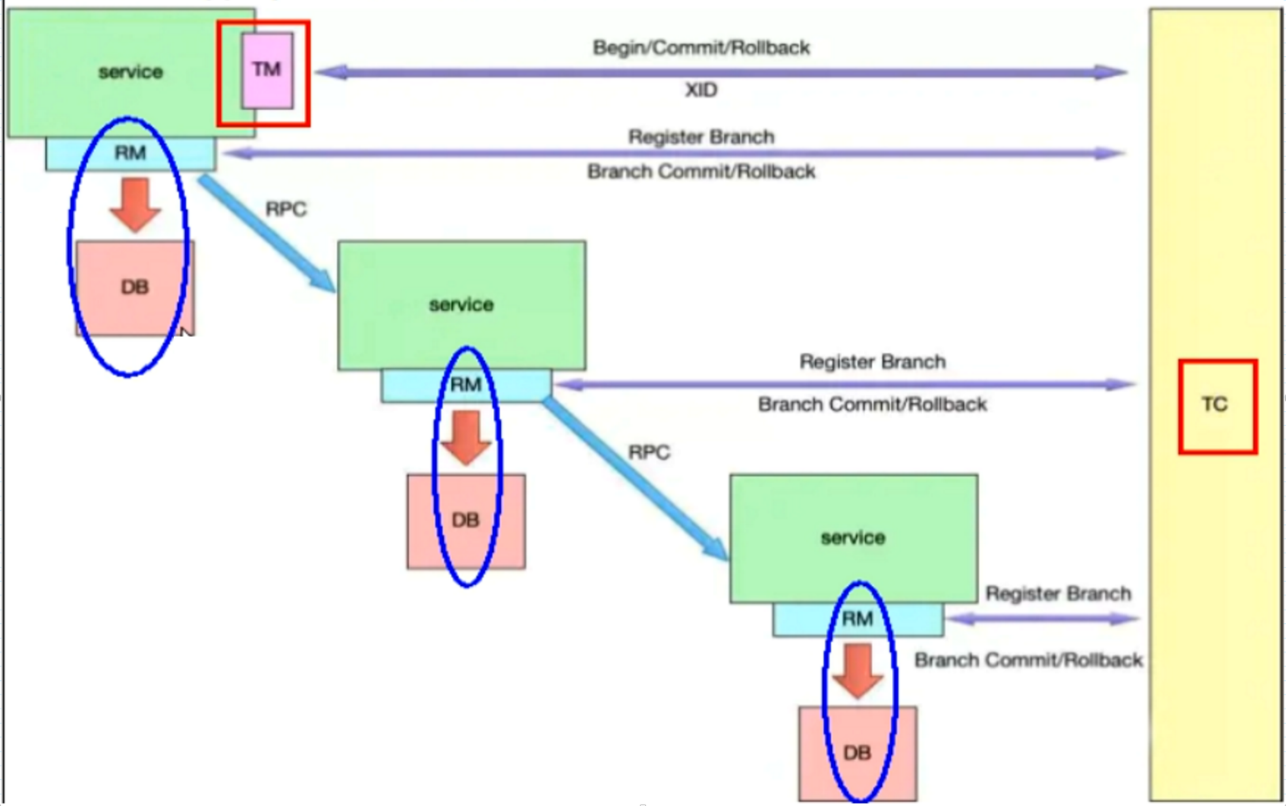 service
TM
Begin/Commit/Rollback
XID
RM
Register Branch
Branch Commit/Rollback
RPC
DB
service
RM
Register Branch
Branch Commit/Rollback
TC
RPC
DB
service
RM
Register Branch
Branch Commit/Rollback
DB